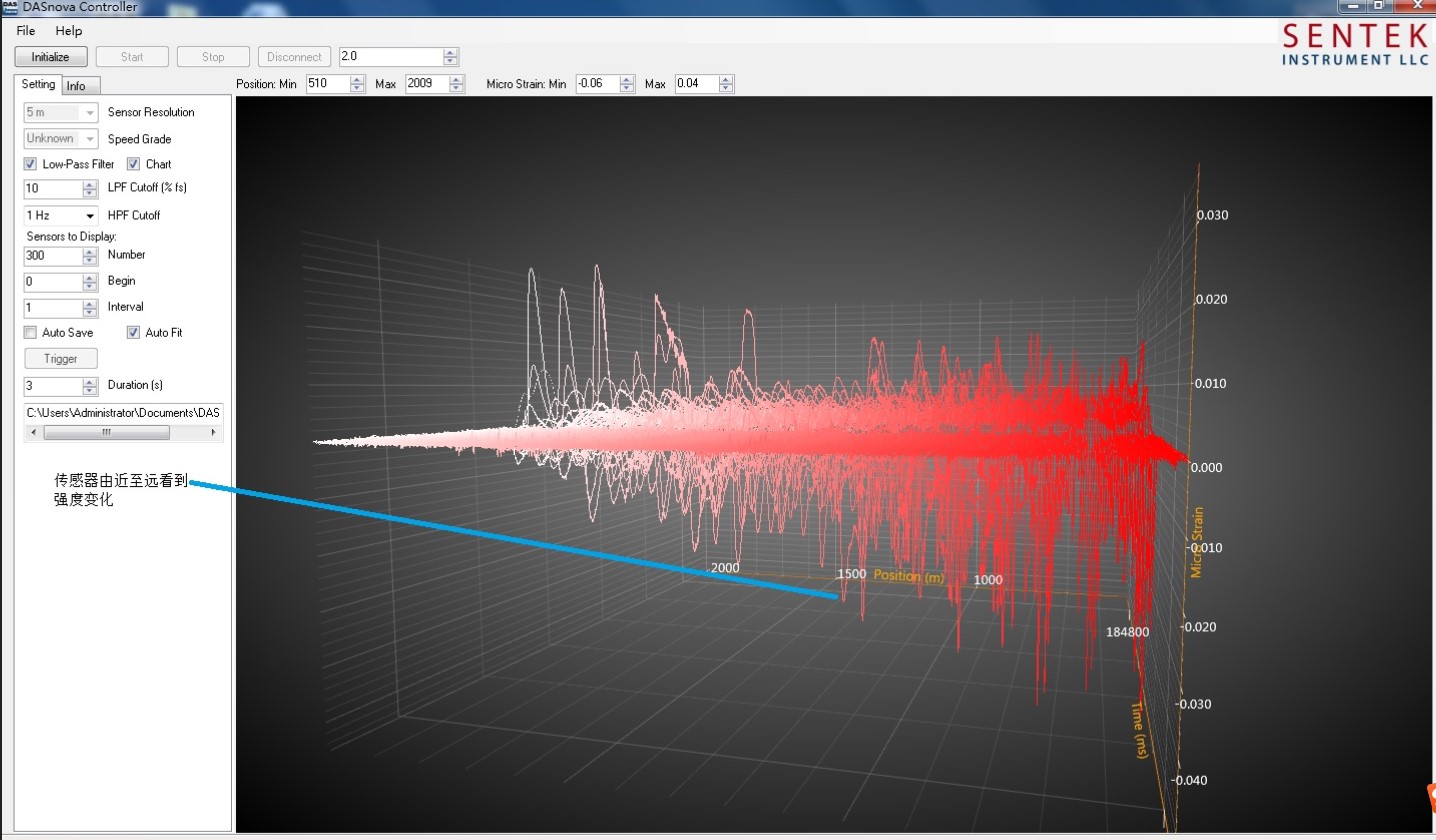 DASnova Controller
File Help
SENTEK
INSTRUMENT LLC
Initialize Start Stop Disconnect 2.0
Setting Info
Position: Min 510 Max 2009 Micro Strain: Min -0.06 Max 0.04
5 m Sensor Resolution
Unknown Speed Grade
Low-Pass Filter Chart
10 LPF Cutoff (% fs)
1 Hz HPF Cutoff
Sensors to Display:
300 Number
0 Begin
1 Interval
Auto Save Auto Fit
Trigger
3 Duration (s)
C:\Users\Administrator\Documents\DAS
传感器由近至远看到
强度变化
0.030
0.020
0.010
0.000
-0.010
-0.020
-0.030
-0.040
Micro Strain
2000 1500 Position (m) 1000
184800
Time (ms)